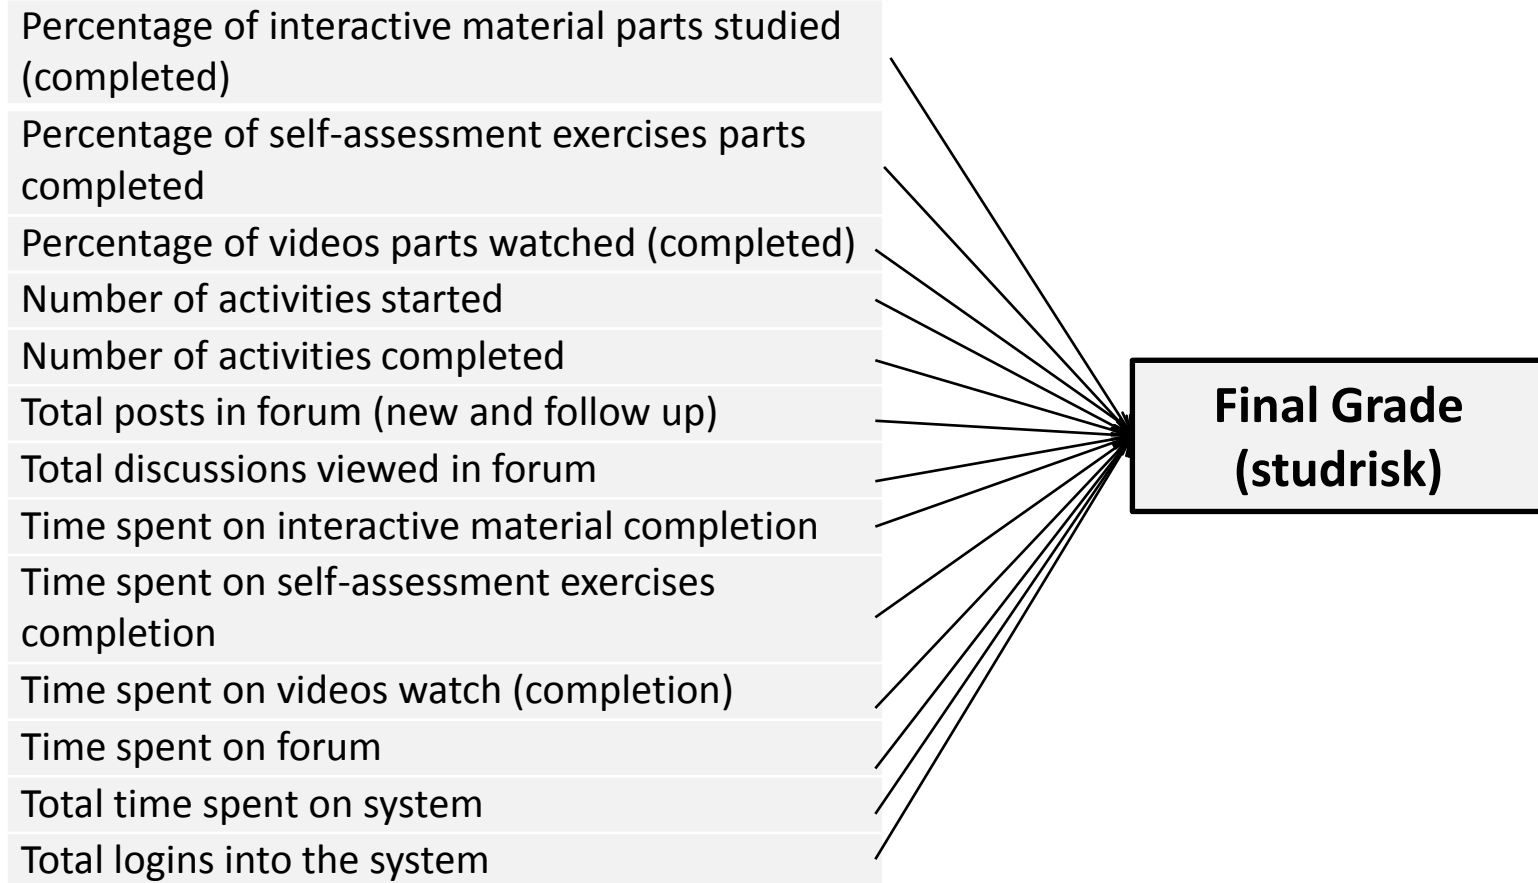 Percentage of interactive material parts studied
(completed)
Percentage of self-assessment exercises parts
completed
Percentage of videos parts watched (completed)
Number of activities started
Number of activities completed
Total posts in forum (new and follow up)
Total discussions viewed in forum
Time spent on interactive material completion
Time spent on self-assessment exercises
completion
Time spent on videos watch (completion)
Time spent on forum
Total time spent on system
Total logins into the system
Final Grade
(studrisk)